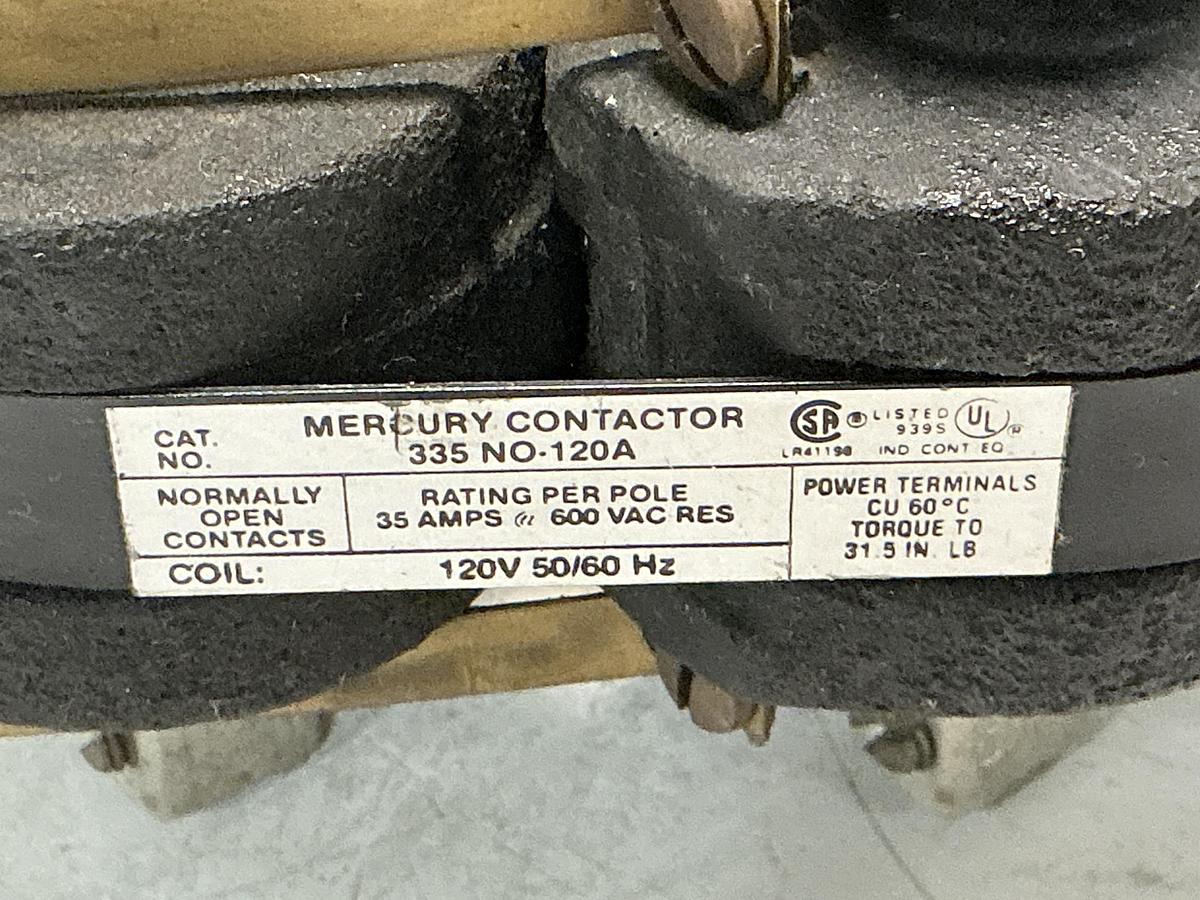 MERCURY CONTACTOR
CAT. NO.
335 NO-120A
SA ®
LISTED 939S
UL ®
LR41198 IND CONT EQ
NORMALLY
OPEN
CONTACTS
RATING PER POLE
35 AMPS @ 600 VAC RES
POWER TERMINALS
CU 60°C
TORQUE TO
31.5 IN. LB
COIL: 120V 50/60 Hz